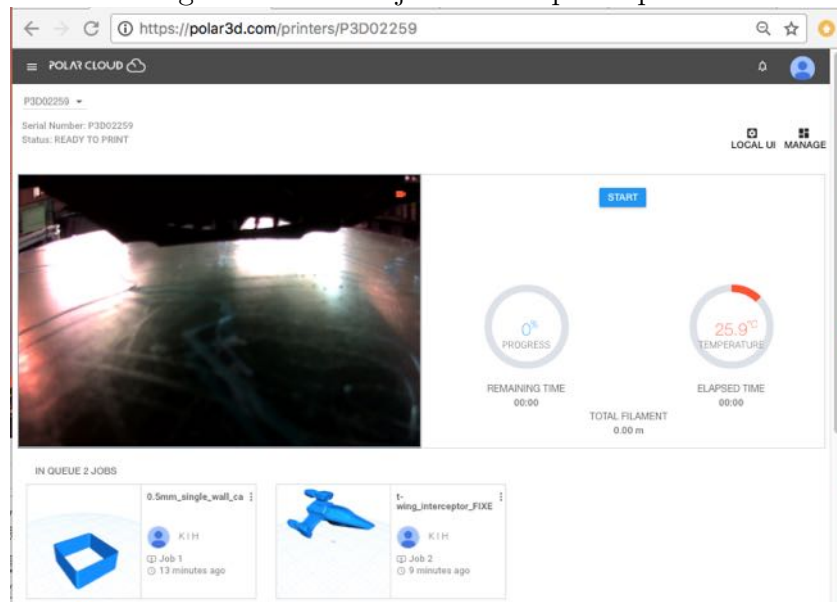 https://polar3d.com/printers/P3D02259
POLAR CLOUD
P3D02259
Serial Number: P3D02259
Status: READY TO PRINT
LOCAL UI MANAGE
START
0%
PROGRESS
25.9°C
TEMPERATURE
REMAINING TIME
00:00
ELAPSED TIME
00:00
TOTAL FILAMENT
0.00 m
IN QUEUE 2 JOBS
0.5mm_single_wall_ca
K I H
Job 1
13 minutes ago
t-
wing_interceptor_FIXE
K I H
Job 2
9 minutes ago